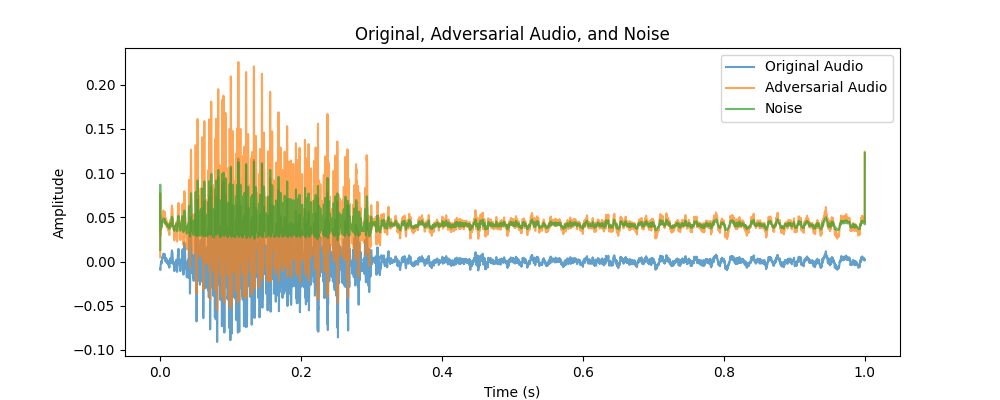 Original, Adversarial Audio, and Noise
Original Audio
Adversarial Audio
Noise
Amplitude
0.20
0.15
0.10
0.05
0.00
−0.05
−0.10
0.0 0.2 0.4 0.6 0.8 1.0
Time (s)